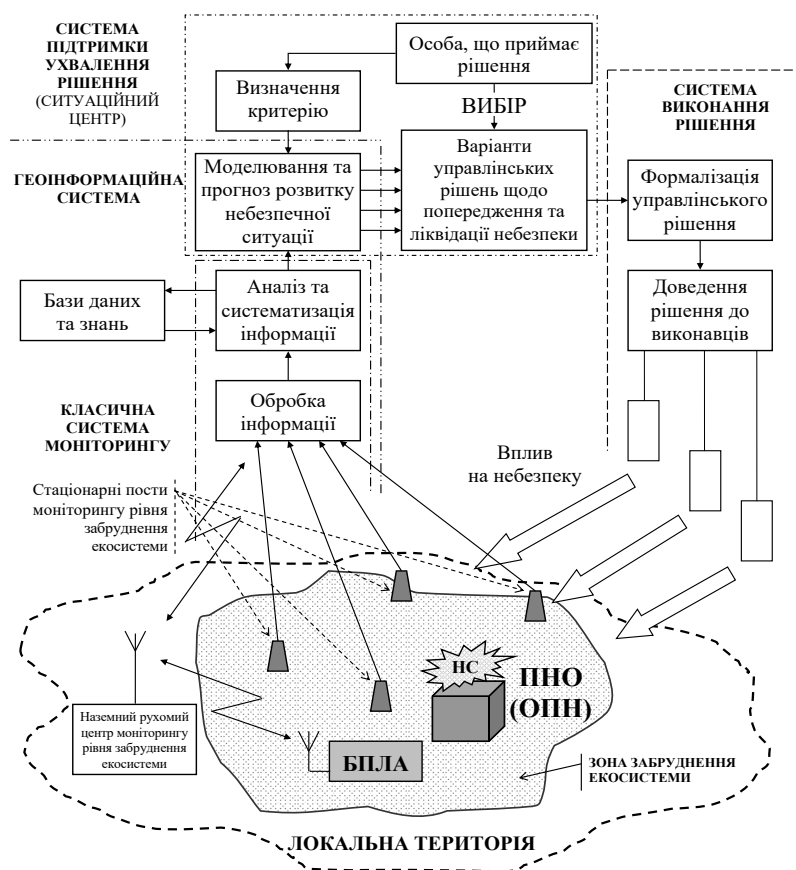 СИСТЕМА
ПІДТРИМКИ
УХВАЛЕННЯ
РІШЕННЯ
(СИТУАЦІЙНИЙ
ЦЕНТР)
Особа, що приймає
рішення
Визначення
критерію
ВИБІР
СИСТЕМА
ВИКОНАННЯ
РІШЕННЯ
ГЕОІНФОРМАЦІЙНА
СИСТЕМА
Моделювання та
прогноз розвитку
небезпечної
ситуації
Варіанти
управлінських
рішень щодо
попередження та
ліквідації небезпеки
Формалізація
управлінського
рішення
Бази даних
та знань
Аналіз та
систематизація
інформації
Доведення
рішення до
виконавців
КЛАСИЧНА
СИСТЕМА
МОНІТОРИНГУ
Обробка
інформації
Вплив
на небезпеку
Стаціонарні пости
моніторингу рівня
забруднення
екосистеми
НС
ПНО
(ОПН)
Наземний рухомий
центр моніторингу
рівня забруднення
екосистеми
БПЛА
ЗОНА ЗАБРУДНЕННЯ
ЕКОСИСТЕМИ
ЛОКАЛЬНА ТЕРИТОРІЯ